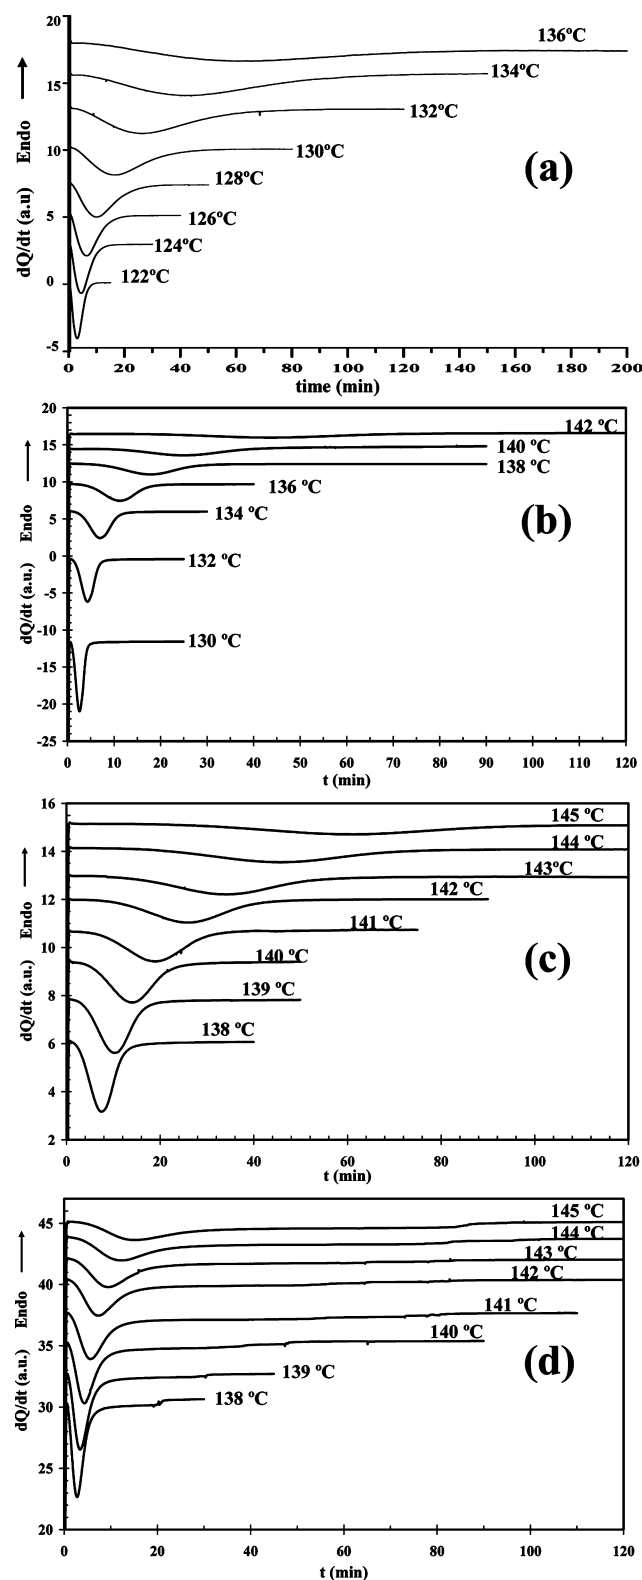 20
136ºC
15
134ºC
132ºC
10
130ºC
(a)
128ºC
5
126ºC
124ºC
0
122ºC
-5
dQ/dt (a.u) Endo
0 20 40 60 80 100 120 140 160 180 200
time (min)
20
142 ºC
15
140 ºC
138 ºC
10
136 ºC
5
134 ºC
(b)
0
132 ºC
-5
-10
130 ºC
-15
-20
-25
dQ/dt (a.u.) Endo
0 10 20 30 40 50 60 70 80 90 100 110 120
t (min)
16
145 ºC
14
144 ºC
143ºC
12
142 ºC
141 ºC
10
140 ºC
(c)
8
139 ºC
6
138 ºC
4
2
dQ/dt (a.u.) Endo
0 20 40 60 80 100 120
t (min)
45
145 ºC
144 ºC
143 ºC
40
142 ºC
141 ºC
35
140 ºC
(d)
139 ºC
30
138 ºC
25
20
dQ/dt (a.u.) Endo
0 20 40 60 80 100 120
t (min)